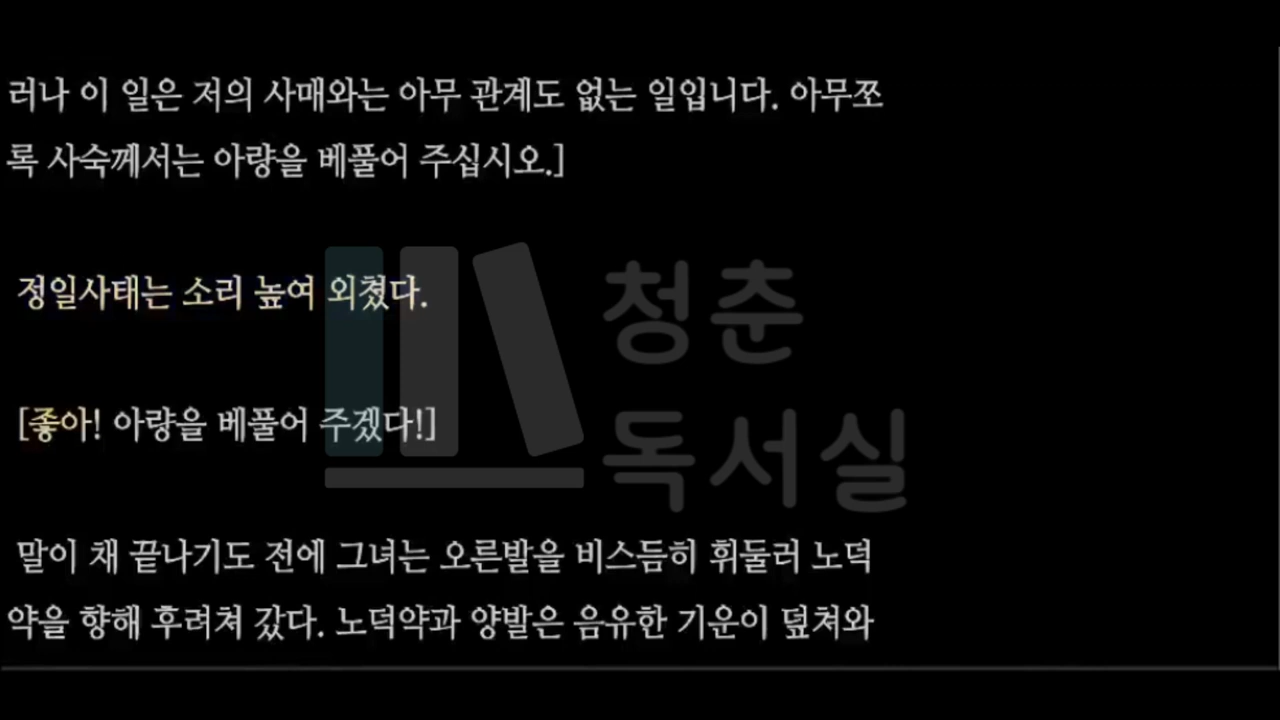 러나 이 일은 저의 사매와는 아무 관계도 없는 일입니다. 아무쪼
록 사숙께서는 아량을 베풀어 주십시오.]
정일사태는 소리 높여 외쳤다.
[좋아! 아량을 베풀어 주겠다!]
말이 채 끝나기도 전에 그녀는 오른발을 비스듬히 휘둘러 노덕
약을 향해 후려쳐 갔다. 노덕약과 양발은 음유한 기운이 덮쳐와
청춘
독서실